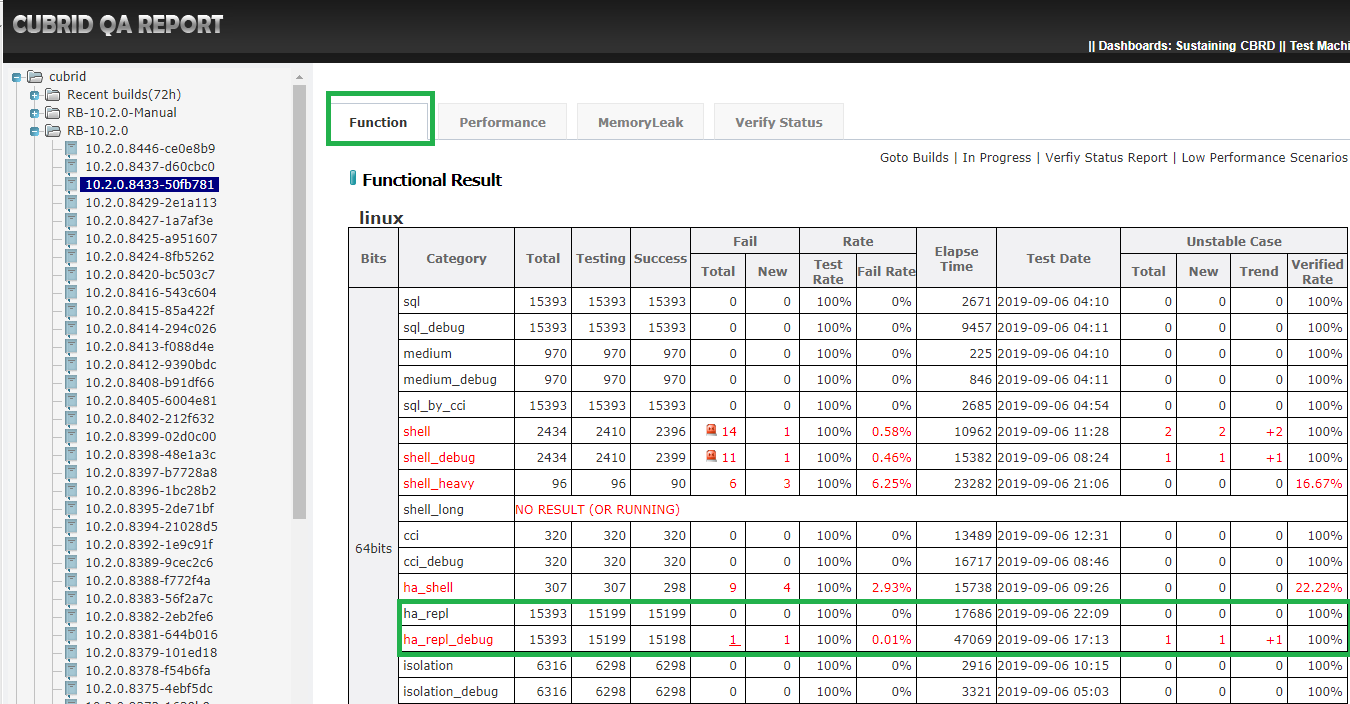 CUBRID QA REPORT
|| Dashboards: Sustaining CBRD || Test Machi
cubrid
Recent builds(72h)
RB-10.2.0-Manual
RB-10.2.0
10.2.0.8446-ce0e8b9
10.2.0.8437-d60cbc0
10.2.0.8433-50fb781
10.2.0.8429-2e1a113
10.2.0.8427-1a7af3e
10.2.0.8425-a951607
10.2.0.8424-8fb5262
10.2.0.8420-bc503c7
10.2.0.8416-543c604
10.2.0.8415-85a422f
10.2.0.8414-294c026
10.2.0.8413-f088d4e
10.2.0.8412-9390bdc
10.2.0.8408-b91df66
10.2.0.8405-6004e81
10.2.0.8402-212f632
10.2.0.8399-02d0c00
10.2.0.8398-48e1a3c
10.2.0.8397-b7728a8
10.2.0.8396-1bc28b2
10.2.0.8395-2de71bf
10.2.0.8394-21028d5
10.2.0.8392-1e9c91f
10.2.0.8389-9cec2c6
10.2.0.8388-f772f4a
10.2.0.8383-56f2a7c
10.2.0.8382-2eb2fe6
10.2.0.8381-644b016
10.2.0.8379-101ed18
10.2.0.8378-f54b6fa
10.2.0.8375-4ebf5dc
Function Performance MemoryLeak Verify Status
Goto Builds | In Progress | Verfiy Status Report | Low Performance Scenarios
Functional Result
linux
Bits Category Total Testing Success Fail Rate Elapse Time Test Date Unstable Case
Total New Test Rate Fail Rate Total New Trend Verified Rate
64bits
sql 15393 15393 15393 0 0 100% 0% 2671 2019-09-06 04:10 0 0 0 100%
sql_debug 15393 15393 15393 0 0 100% 0% 9457 2019-09-06 04:11 0 0 0 100%
medium 970 970 970 0 0 100% 0% 225 2019-09-06 04:10 0 0 0 100%
medium_debug 970 970 970 0 0 100% 0% 846 2019-09-06 04:11 0 0 0 100%
sql_by_cci 15393 15393 15393 0 0 100% 0% 2685 2019-09-06 04:54 0 0 0 100%
shell 2434 2410 2396 14 1 100% 0.58% 10962 2019-09-06 11:28 2 2 +2 100%
shell_debug 2434 2410 2399 11 1 100% 0.46% 15382 2019-09-06 08:24 1 1 +1 100%
shell_heavy 96 96 90 6 3 100% 6.25% 23282 2019-09-06 21:06 0 0 0 16.67%
shell_long NO RESULT (OR RUNNING)
cci 320 320 320 0 0 100% 0% 13489 2019-09-06 12:31 0 0 0 100%
cci_debug 320 320 320 0 0 100% 0% 16717 2019-09-06 08:46 0 0 0 100%
ha_shell 307 307 298 9 4 100% 2.93% 15738 2019-09-06 09:26 0 0 0 22.22%
ha_repl 15393 15199 15199 0 0 100% 0% 17686 2019-09-06 22:09 0 0 0 100%
ha_repl_debug 15393 15199 15198 1 1 100% 0.01% 47069 2019-09-06 17:13 1 1 +1 100%
isolation 6316 6298 6298 0 0 100% 0% 2916 2019-09-06 10:15 0 0 0 100%
isolation_debug 6316 6298 6298 0 0 100% 0% 3321 2019-09-06 05:03 0 0 0 100%